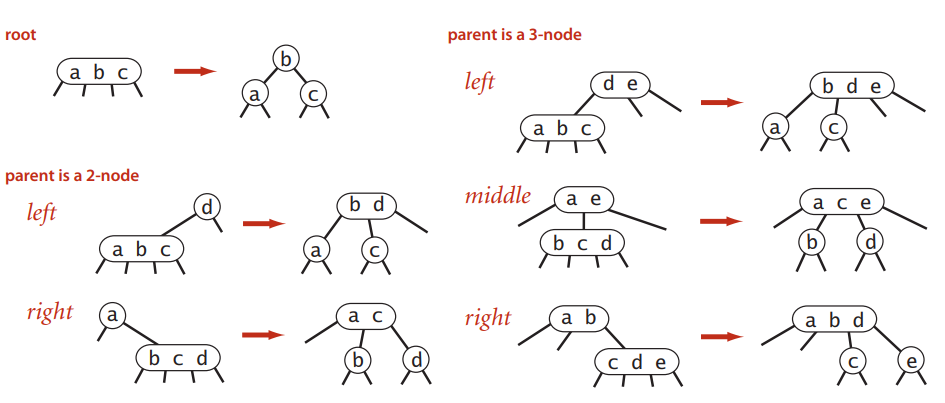 root
a b c
b
a
c
parent is a 2-node
left
d
a b c
b d
a
c
right
a
b c d
a c
b
d
parent is a 3-node
left
d e
a b c
b d e
a
c
middle
a e
b c d
a c e
b
d
right
a b
c d e
a b d
c
e